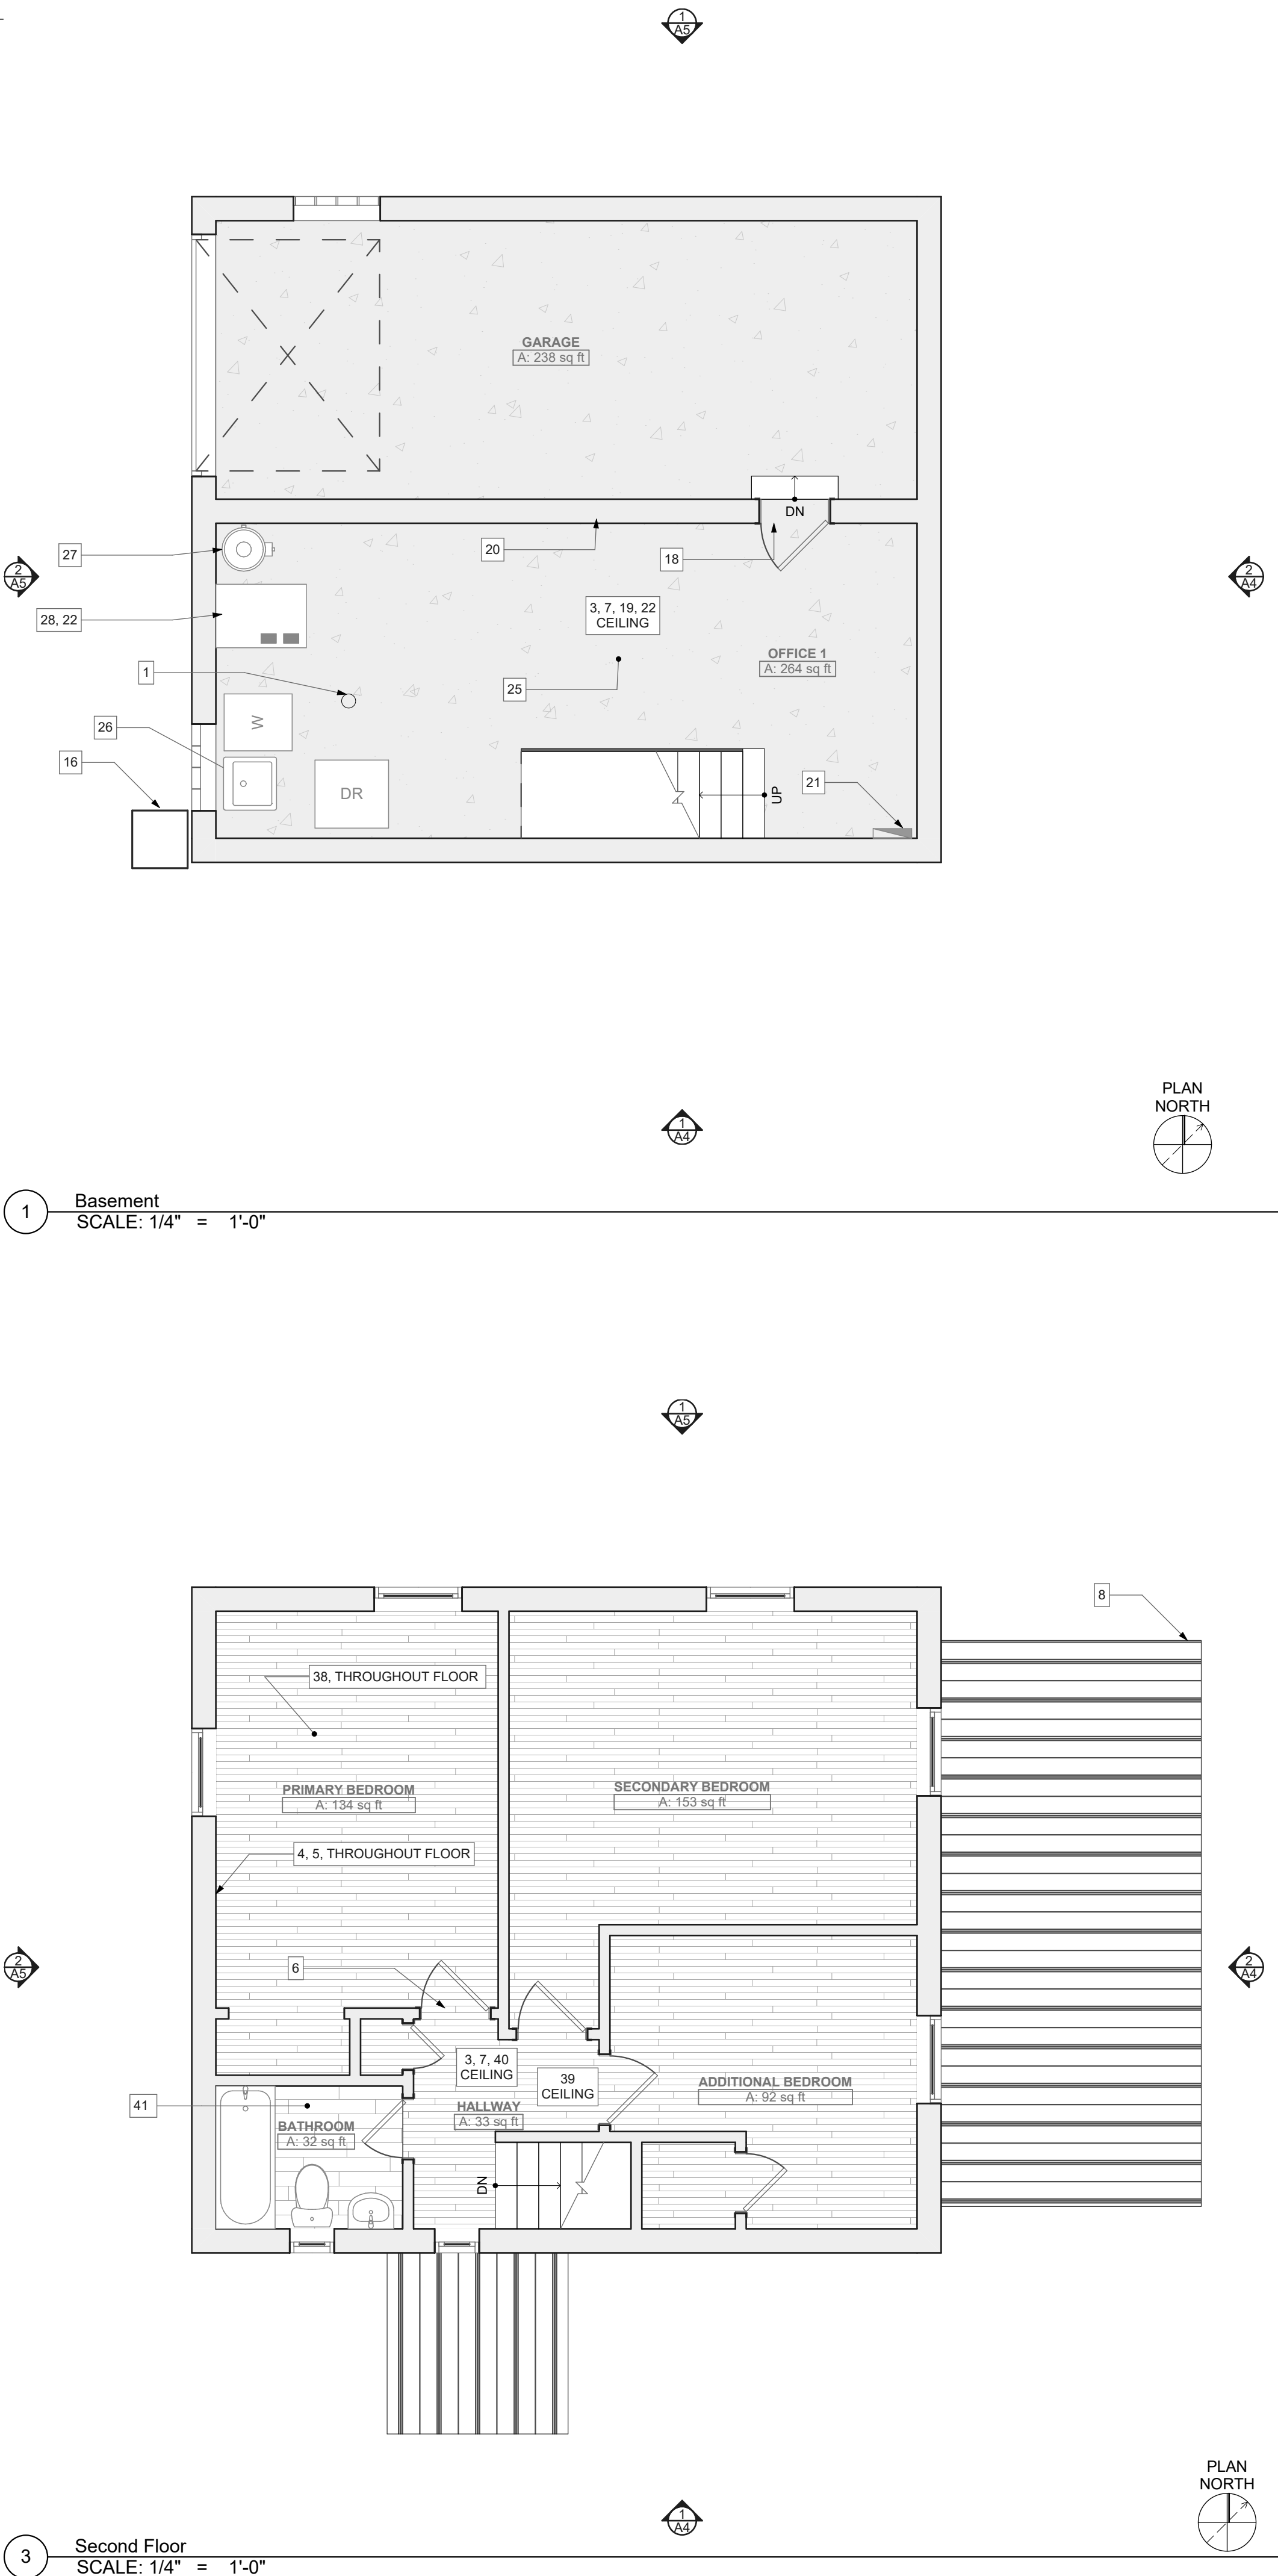 1
A5
GARAGE
A: 238 sq ft
DN
27
20
18
2
A5
2
A4
28, 22
3, 7, 19, 22
CEILING
OFFICE 1
A: 264 sq ft
1
25
26
W
16
DR
UP
21
PLAN
NORTH
1
A4
1
Basement
SCALE: 1/4" = 1'-0"
1
A5
8
38, THROUGHOUT FLOOR
PRIMARY BEDROOM
A: 134 sq ft
SECONDARY BEDROOM
A: 153 sq ft
4, 5, THROUGHOUT FLOOR
2
A5
6
2
A4
3, 7, 40
CEILING
39
CEILING
ADDITIONAL BEDROOM
A: 92 sq ft
41
HALLWAY
A: 33 sq ft
BATHROOM
A: 32 sq ft
DN
PLAN
NORTH
1
A4
3
Second Floor
SCALE: 1/4" = 1'-0"